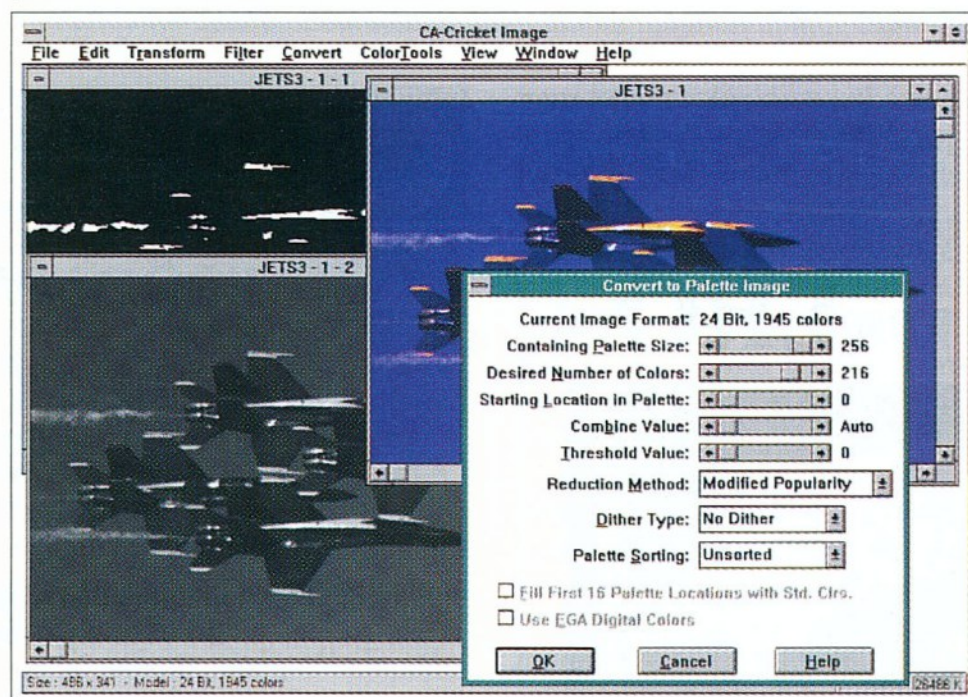 CA-Cricket Image
File Edit Transform Filter Convert ColorTools View Window Help
JETS3 - 1 - 1
JETS3 - 1
JETS3 - 1 - 2
Convert to Palette Image
Current Image Format: 24 Bit, 1945 colors
Containing Palette Size: 256
Desired Number of Colors: 216
Starting Location in Palette: 0
Combine Value: Auto
Threshold Value: 0
Reduction Method: Modified Popularity
Dither Type: No Dither
Palette Sorting: Unsorted
Fill First 16 Palette Locations with Std. Clrs.
Use EGA Digital Colors
OK Cancel Help
Size : 486 x 341 - Model : 24 Bit, 1945 colors
26486 K